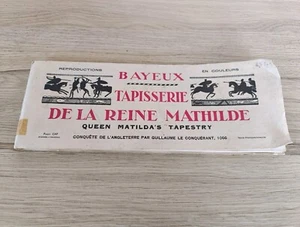 REPRODUCTIONS EN COULEURS
BAYEUX
TAPISSERIE
DE LA REINE MATHILDE
QUEEN MATILDA'S TAPESTRY
CONQUÊTE DE L'ANGLETERRE PAR GUILLAUME LE CONQUÉRANT, 1066.